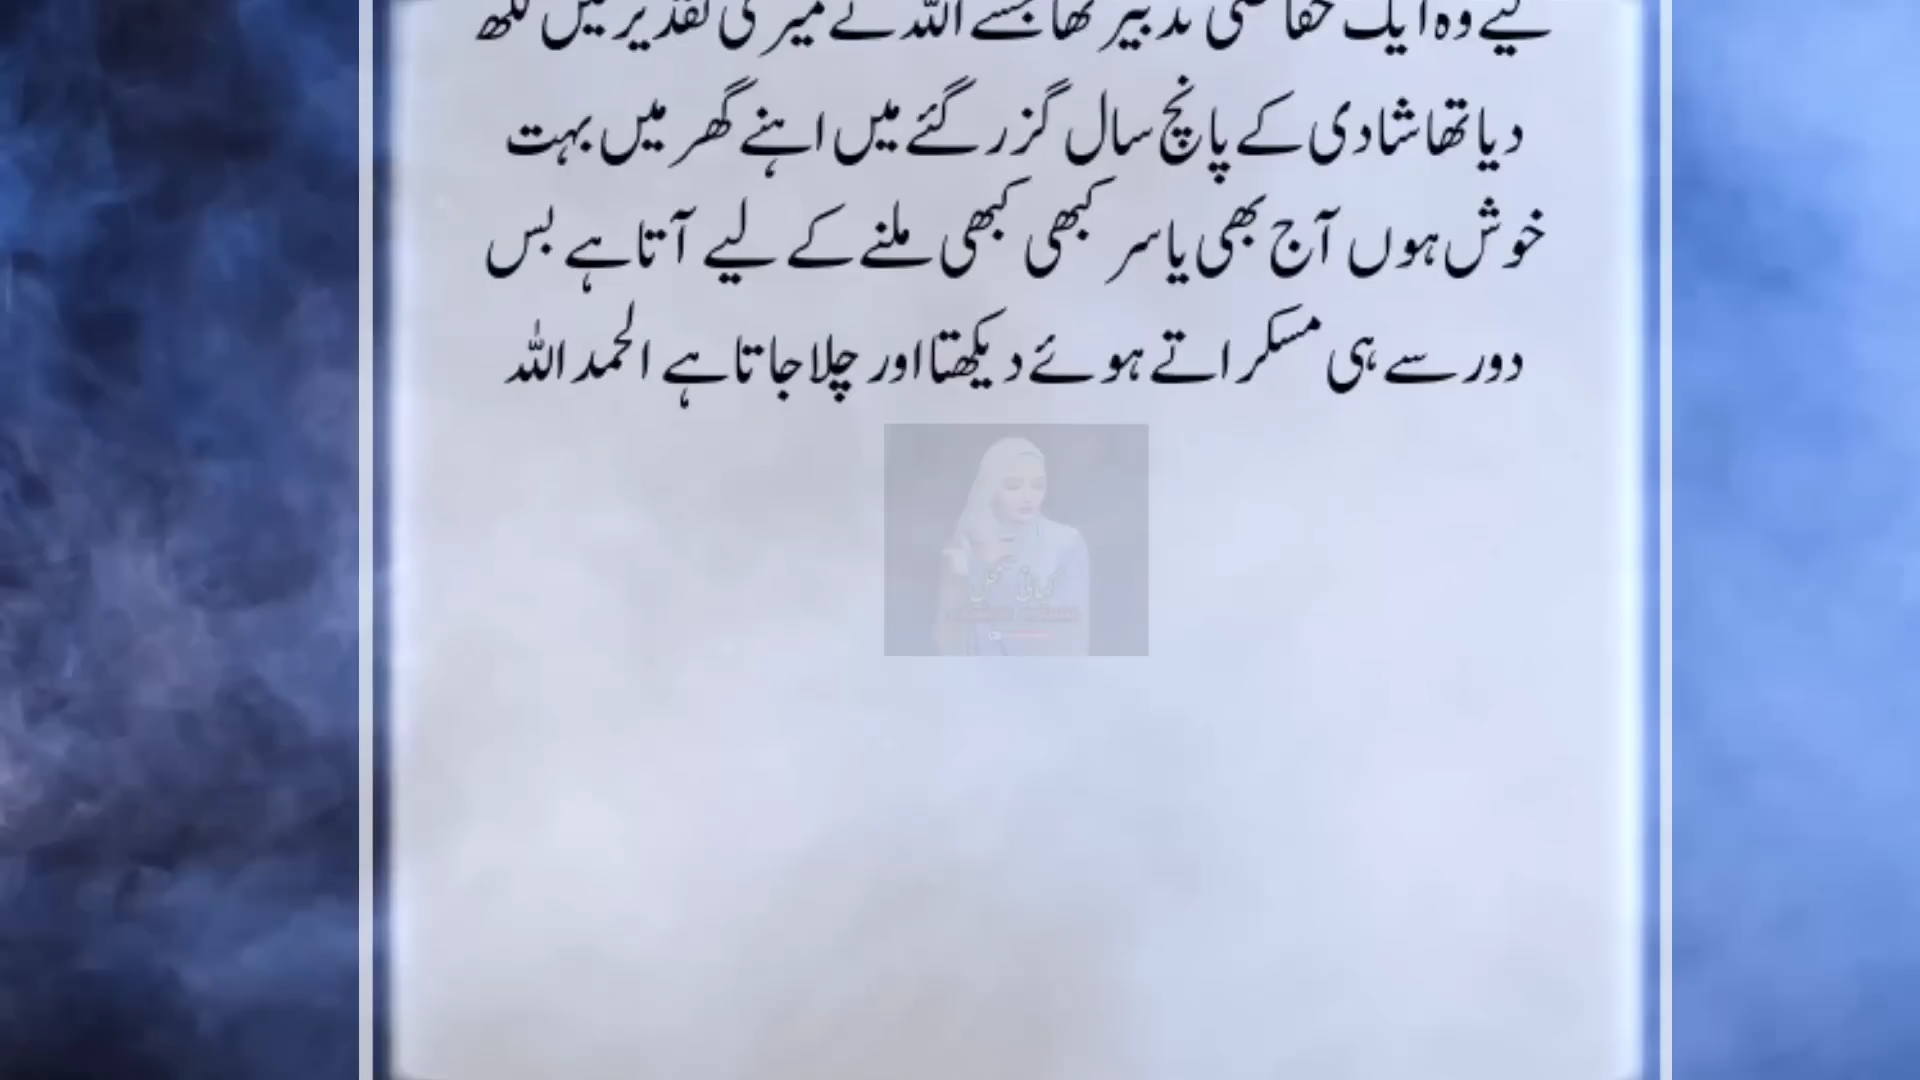 لیے وہ ایک حفاظتی تدبیر تھا جسے اللہ نے میری تقدیر میں لکھ
دیا تھا شادی کے پانچ سال گزر گئے میں اپنے گھر میں بہت
خوش ہوں آج بھی یاسر کبھی کبھی ملنے کے لیے آتا ہے بس
دور سے ہی مسکراتے ہوئے دیکھتا اور چلا جاتا ہے الحمد اللہ